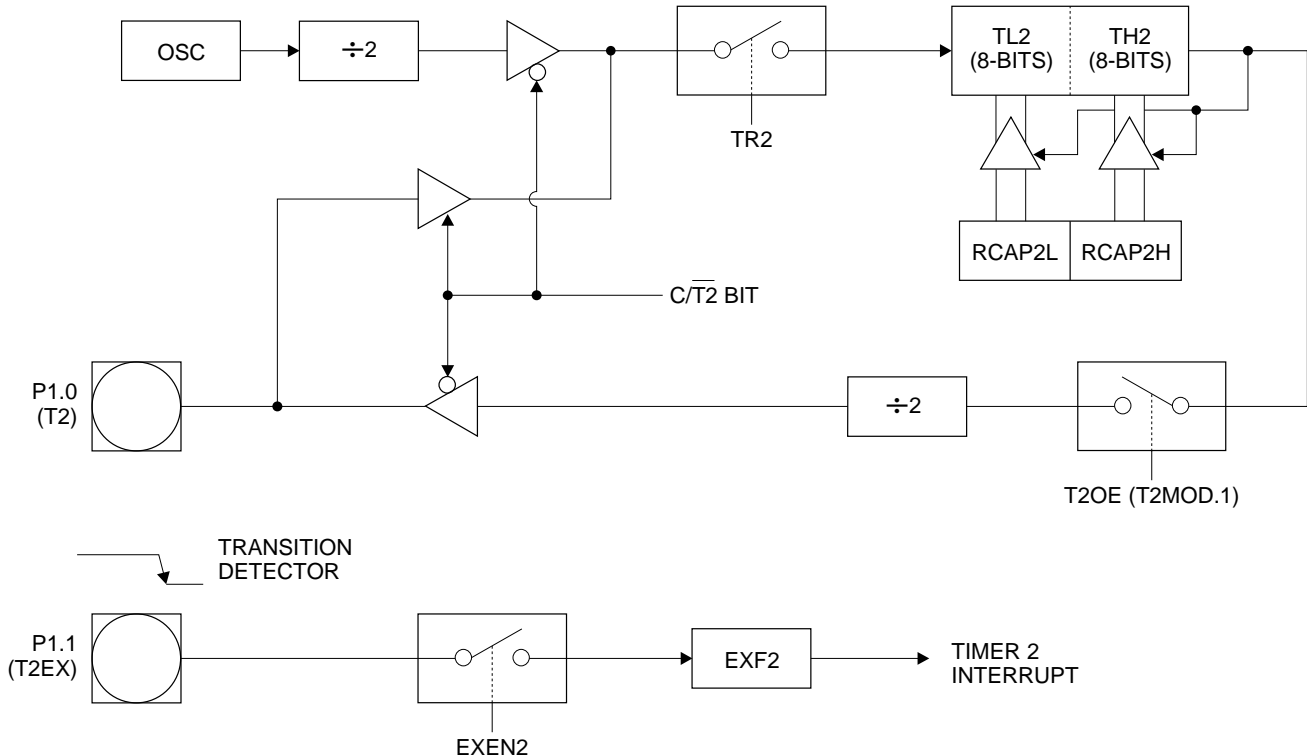 OSC
÷2
TR2
TL2
(8-BITS)
TH2
(8-BITS)
RCAP2L
RCAP2H
C/T2 BIT
P1.0
(T2)
÷2
T2OE (T2MOD.1)
TRANSITION
DETECTOR
P1.1
(T2EX)
EXEN2
EXF2
TIMER 2
INTERRUPT